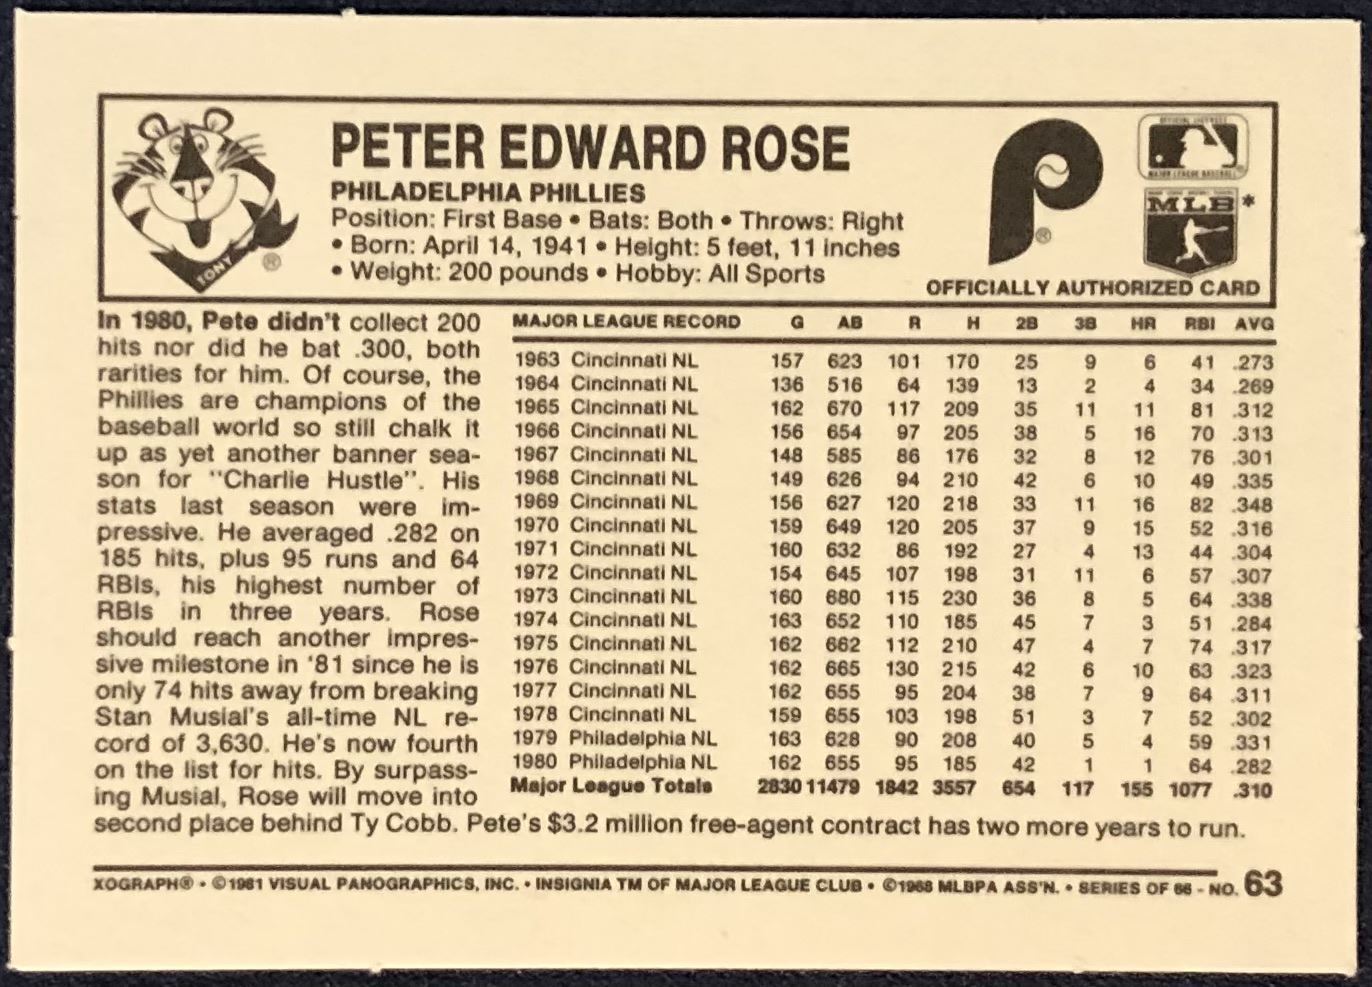 TONY
®
PETER EDWARD ROSE
PHILADELPHIA PHILLIES
Position: First Base • Bats: Both • Throws: Right
• Born: April 14, 1941 • Height: 5 feet, 11 inches
• Weight: 200 pounds • Hobby: All Sports
P
®
MAJOR LEAGUE BASEBALL
MLB *
OFFICIALLY AUTHORIZED CARD
In 1980, Pete didn't collect 200
hits nor did he bat .300, both
rarities for him. Of course, the
Phillies are champions of the
baseball world so still chalk it
up as yet another banner sea-
son for "Charlie Hustle". His
stats last season were im-
pressive. He averaged .282 on
185 hits, plus 95 runs and 64
RBIs, his highest number of
RBIs in three years. Rose
should reach another impres-
sive milestone in '81 since he is
only 74 hits away from breaking
Stan Musial's all-time NL re-
cord of 3,630. He's now fourth
on the list for hits. By surpass-
ing Musial, Rose will move into
second place behind Ty Cobb. Pete's $3.2 million free-agent contract has two more years to run.
MAJOR LEAGUE RECORD G AB R H 2B 3B HR RBI AVG
1963 Cincinnati NL 157 623 101 170 25 9 6 41 .273
1964 Cincinnati NL 136 516 64 139 13 2 4 34 .269
1965 Cincinnati NL 162 670 117 209 35 11 11 81 .312
1966 Cincinnati NL 156 654 97 205 38 5 16 70 .313
1967 Cincinnati NL 148 585 86 176 32 8 12 76 .301
1968 Cincinnati NL 149 626 94 210 42 6 10 49 .335
1969 Cincinnati NL 156 627 120 218 33 11 16 82 .348
1970 Cincinnati NL 159 649 120 205 37 9 15 52 .316
1971 Cincinnati NL 160 632 86 192 27 4 13 44 .304
1972 Cincinnati NL 154 645 107 198 31 11 6 57 .307
1973 Cincinnati NL 160 680 115 230 36 8 5 64 .338
1974 Cincinnati NL 163 652 110 185 45 7 3 51 .284
1975 Cincinnati NL 162 662 112 210 47 4 7 74 .317
1976 Cincinnati NL 162 665 130 215 42 6 10 63 .323
1977 Cincinnati NL 162 655 95 204 38 7 9 64 .311
1978 Cincinnati NL 159 655 103 198 51 3 7 52 .302
1979 Philadelphia NL 163 628 90 208 40 5 4 59 .331
1980 Philadelphia NL 162 655 95 185 42 1 1 64 .282
Major League Totals 2830 11479 1842 3557 654 117 155 1077 .310
XOGRAPH® • ©1981 VISUAL PANOGRAPHICS, INC. • INSIGNIA TM OF MAJOR LEAGUE CLUB • ©1968 MLBPA ASS'N. • SERIES OF 66 - NO. 63